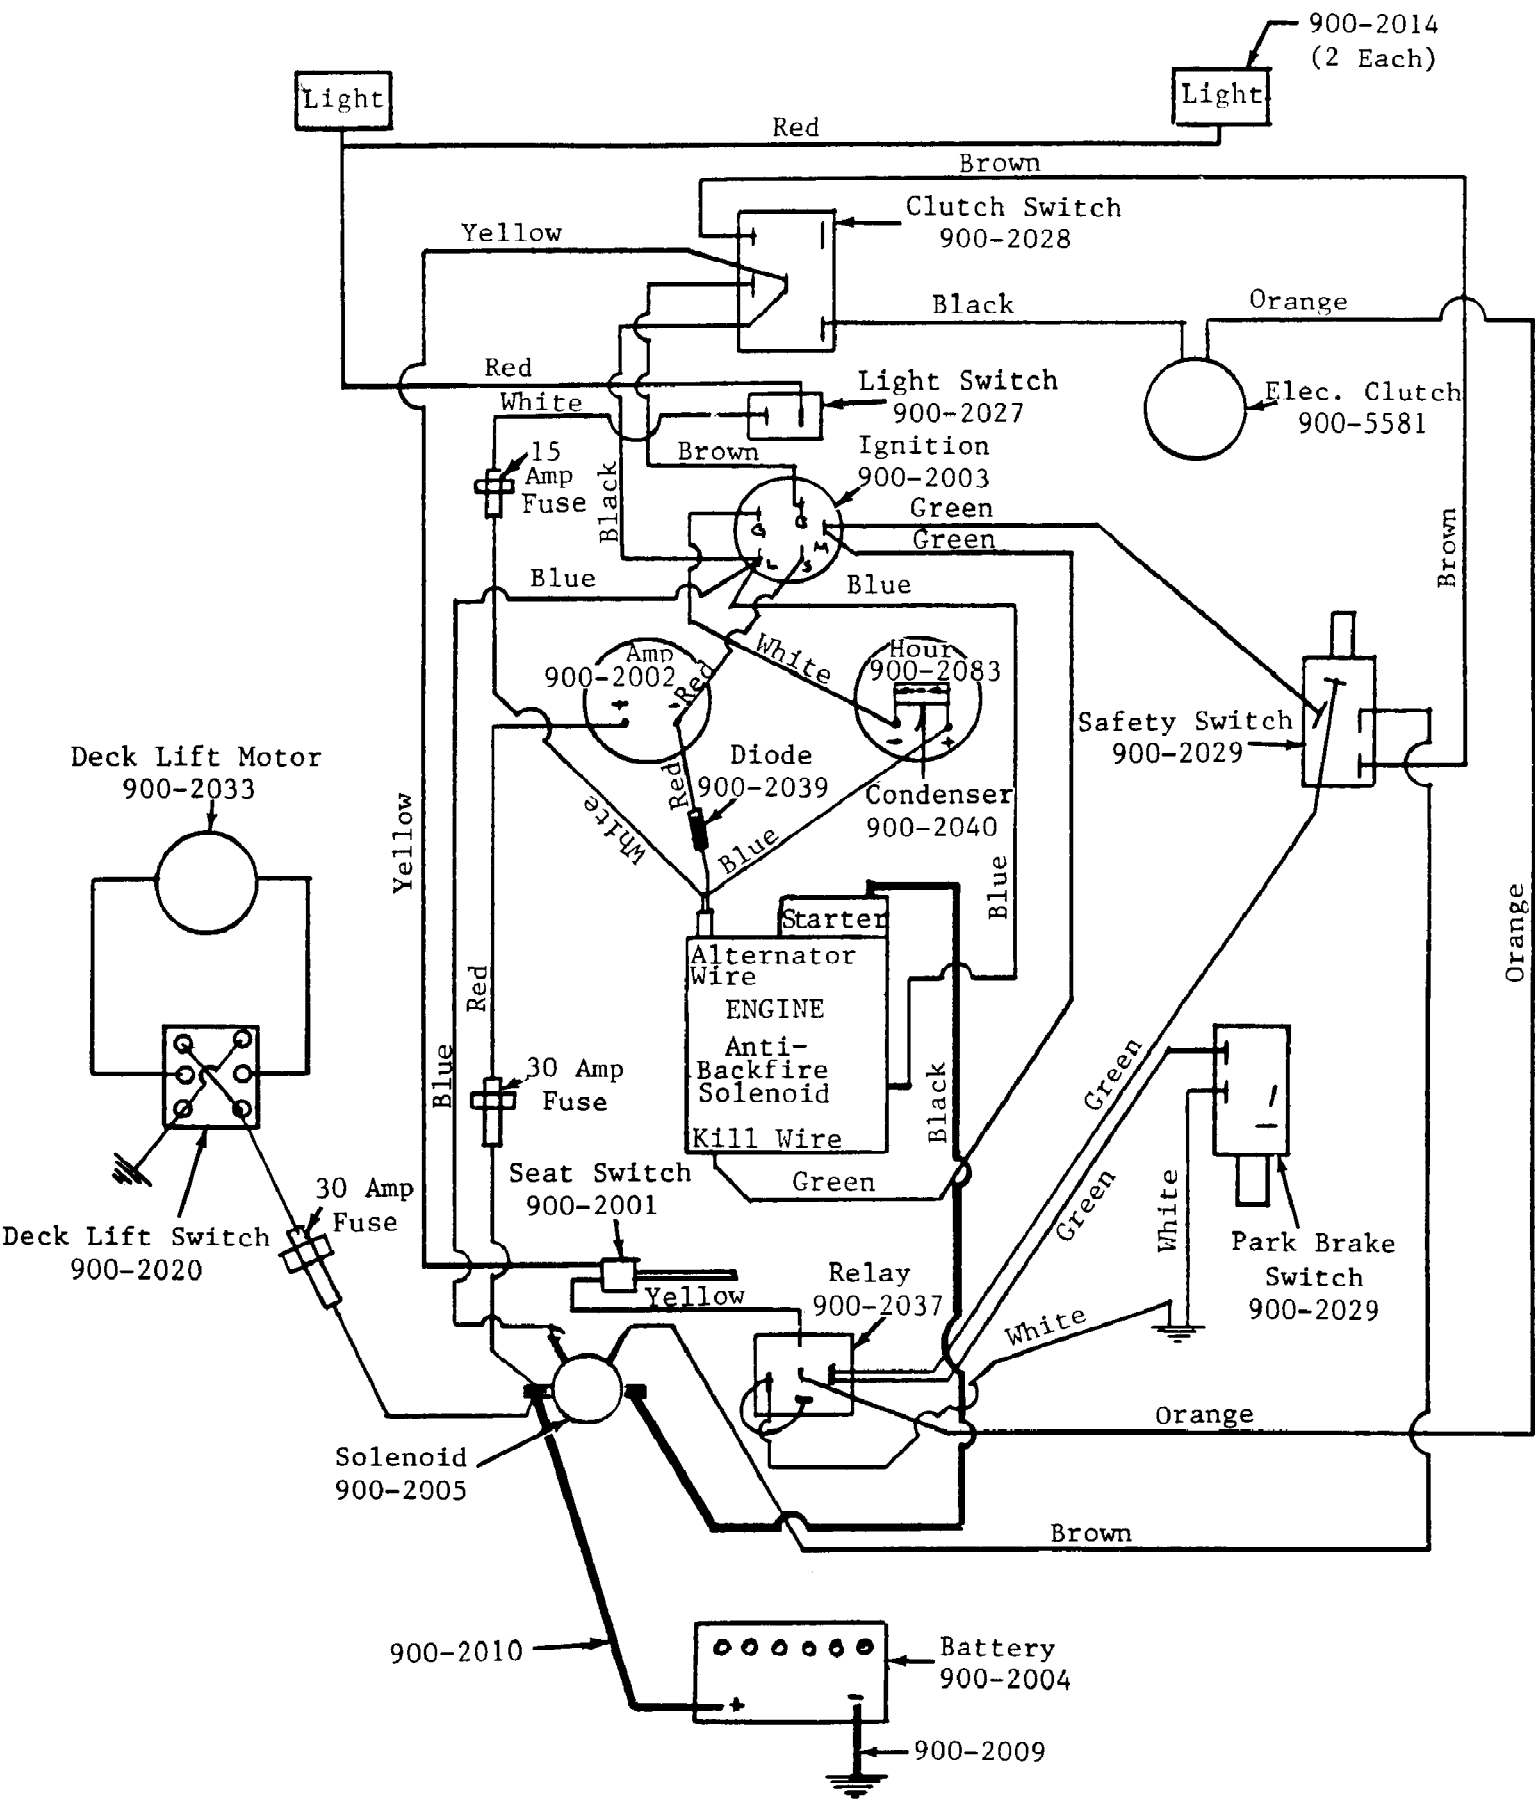 900-2014
(2 Each)
Light
Light
Red
Brown
Clutch Switch
900-2028
Yellow
Black
Orange
Red
Light Switch
900-2027
White
Elec. Clutch
900-5581
Ignition
900-2003
15
Amp
Fuse
Brown
Black
Green
Green
G
B
M
L
S
Blue
Blue
Brown
White
Amp
900-2002
+
-
Red
Hour
900-2083
-
+
Safety Switch
900-2029
Deck Lift Motor
900-2033
Diode
900-2039
Red
Condenser
900-2040
White
Blue
Yellow
Blue
Orange
Starter
Alternator
Wire
ENGINE
Anti-
Backfire
Solenoid
Kill Wire
Red
Blue
30 Amp
Fuse
Black
Green
Green
White
Green
Seat Switch
900-2001
30 Amp
Fuse
Deck Lift Switch
900-2020
Park Brake
Switch
900-2029
Relay
900-2037
Yellow
White
Orange
Solenoid
900-2005
Brown
900-2010
Battery
900-2004
+
-
900-2009